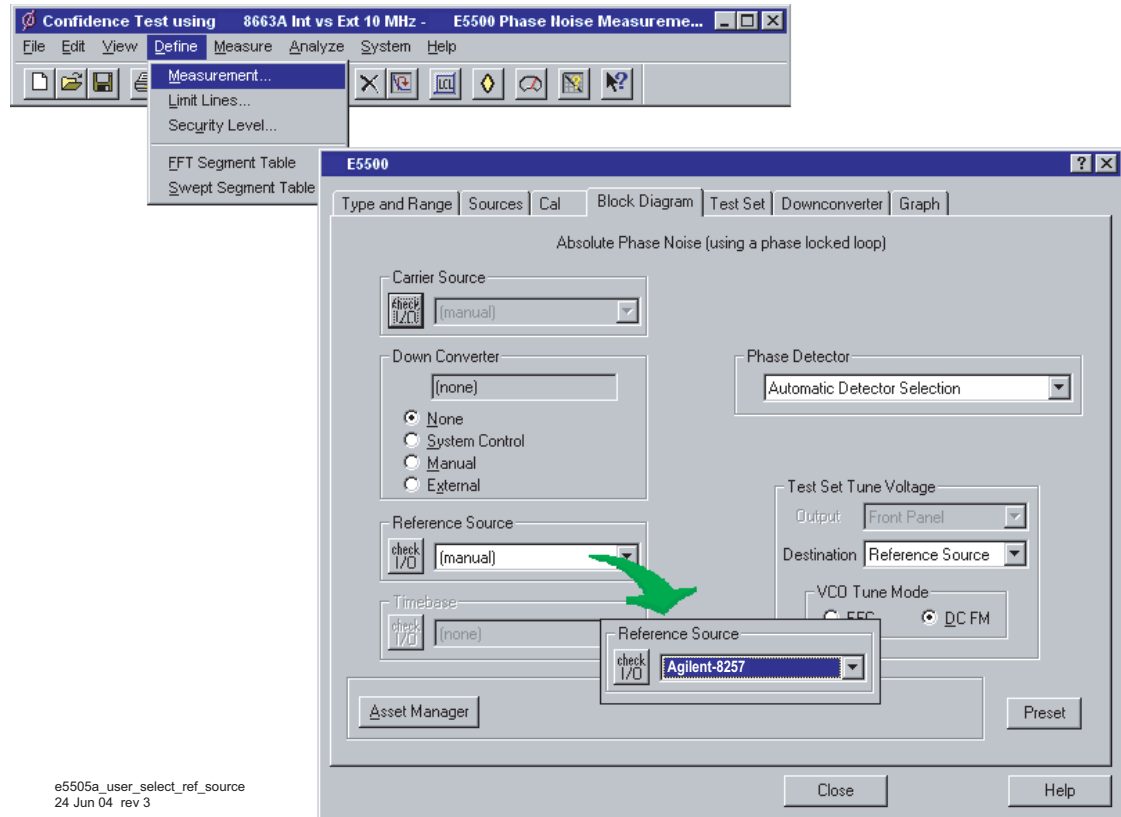 Confidence Test using 8663A Int vs Ext 10 MHz - E5500 Phase Noise Measureme...
File Edit View Define Measure Analyze System Help
Measurement...
Limit Lines...
Security Level...
FFT Segment Table
Swept Segment Table
E5500
Type and Range Sources Cal Block Diagram Test Set Downconverter Graph
Absolute Phase Noise (using a phase locked loop)
Carrier Source
check I/O (manual)
Down Converter
(none)
None
System Control
Manual
External
Phase Detector
Automatic Detector Selection
Reference Source
check I/O (manual)
Timebase
check I/O (none)
Test Set Tune Voltage
Output Front Panel
Destination Reference Source
VCO Tune Mode
DC FM
Reference Source
check I/O Agilent-8257
Asset Manager
Preset
Close Help
e5505a_user_select_ref_source
24 Jun 04 rev 3